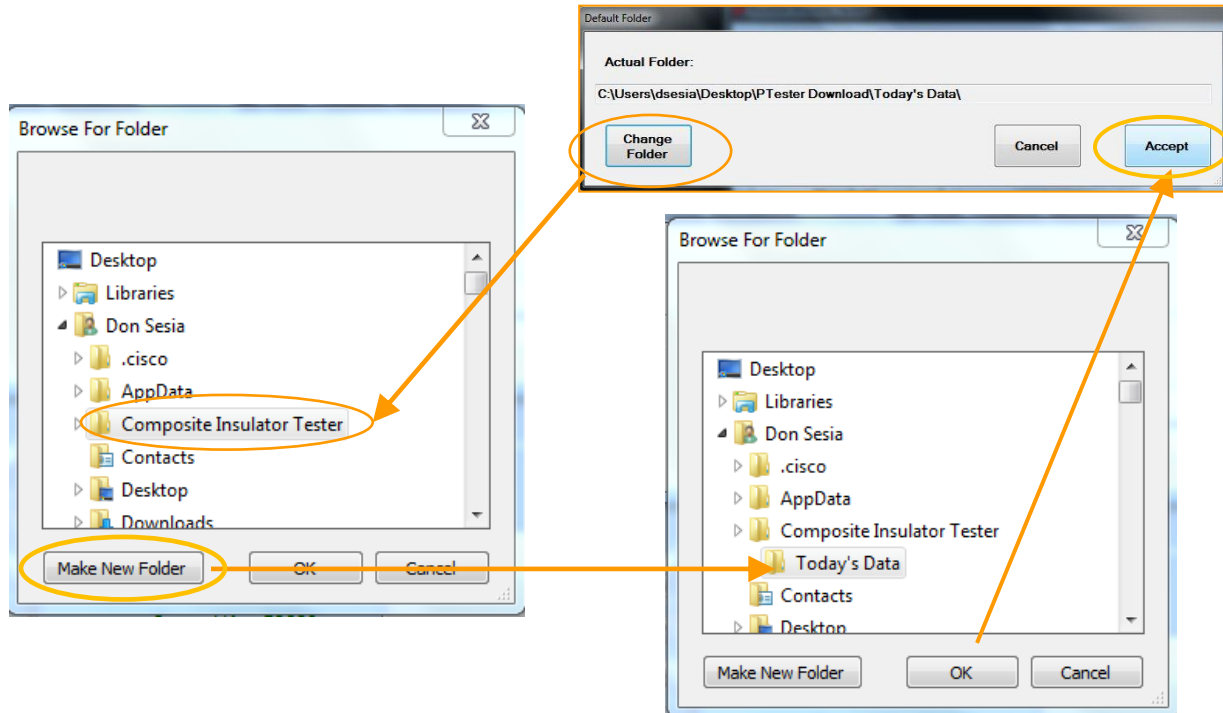 Default Folder
Actual Folder:
C:\Users\dsesia\Desktop\PTester Download\Today's Data\
Change
Folder
Cancel
Accept
Browse For Folder
Desktop
Libraries
Don Sesia
.cisco
AppData
Composite Insulator Tester
Contacts
Desktop
Downloads
Make New Folder
OK
Cancel
Browse For Folder
Desktop
Libraries
Don Sesia
.cisco
AppData
Composite Insulator Tester
Today's Data
Contacts
Desktop
Make New Folder
OK
Cancel